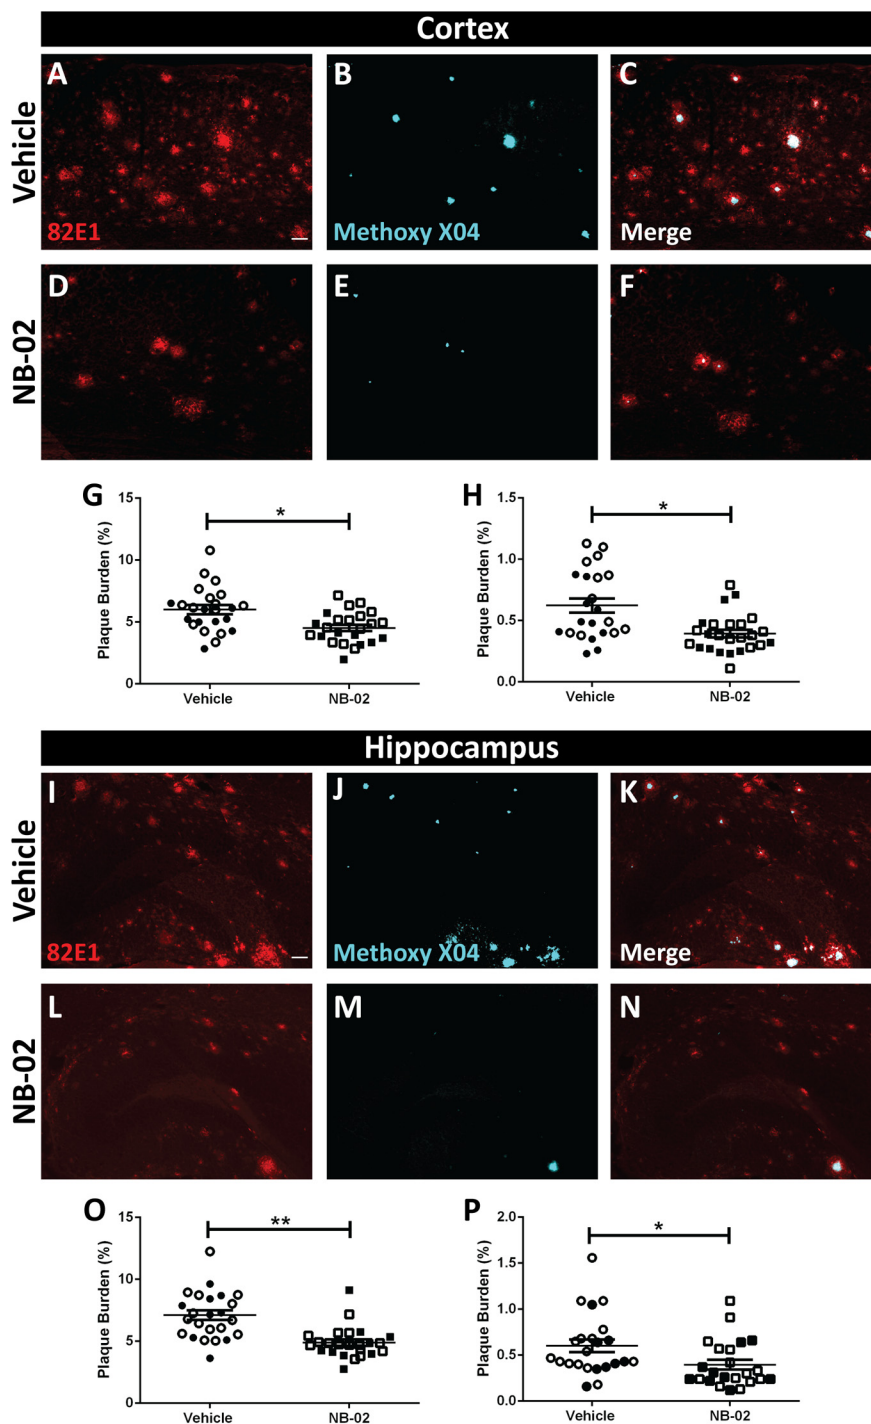 Cortex
Vehicle
A
82E1
B
Methoxy X04
C
Merge
NB-02
D
E
F
G
Plaque Burden (%)
15
10
5
0
*
Vehicle
NB-02
H
Plaque Burden (%)
1.5
1.0
0.5
0.0
*
Vehicle
NB-02
Hippocampus
Vehicle
I
82E1
J
Methoxy X04
K
Merge
NB-02
L
M
N
O
Plaque Burden (%)
15
10
5
0
**
Vehicle
NB-02
P
Plaque Burden (%)
2.0
1.5
1.0
0.5
0.0
*
Vehicle
NB-02